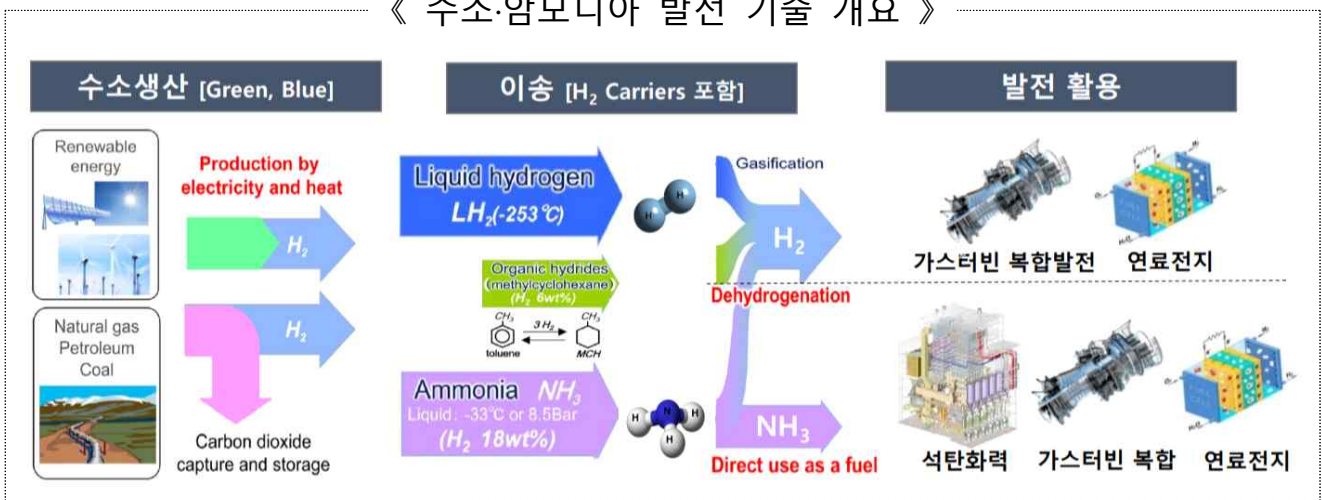 《 수소·암모니아 발전 기술 개요 》
수소생산 [Green, Blue]
Renewable
energy
Production by
electricity and heat
H₂
Natural gas
Petroleum
Coal
H₂
Carbon dioxide
capture and storage
이송 [H₂ Carriers 포함]
Liquid hydrogen
LH₂(-253℃)
H H
Organic hydrides
(methylcyclohexane)
(H₂ 6wt%)
CH₃
3H₂
CH₃
toluene
MCH
Ammonia NH₃
Liquid: -33℃ or 8.5Bar
(H₂ 18wt%)
H N H
H
Gasification
H₂
Dehydrogenation
NH₃
Direct use as a fuel
발전 활용
가스터빈 복합발전
연료전지
석탄화력
가스터빈 복합
연료전지